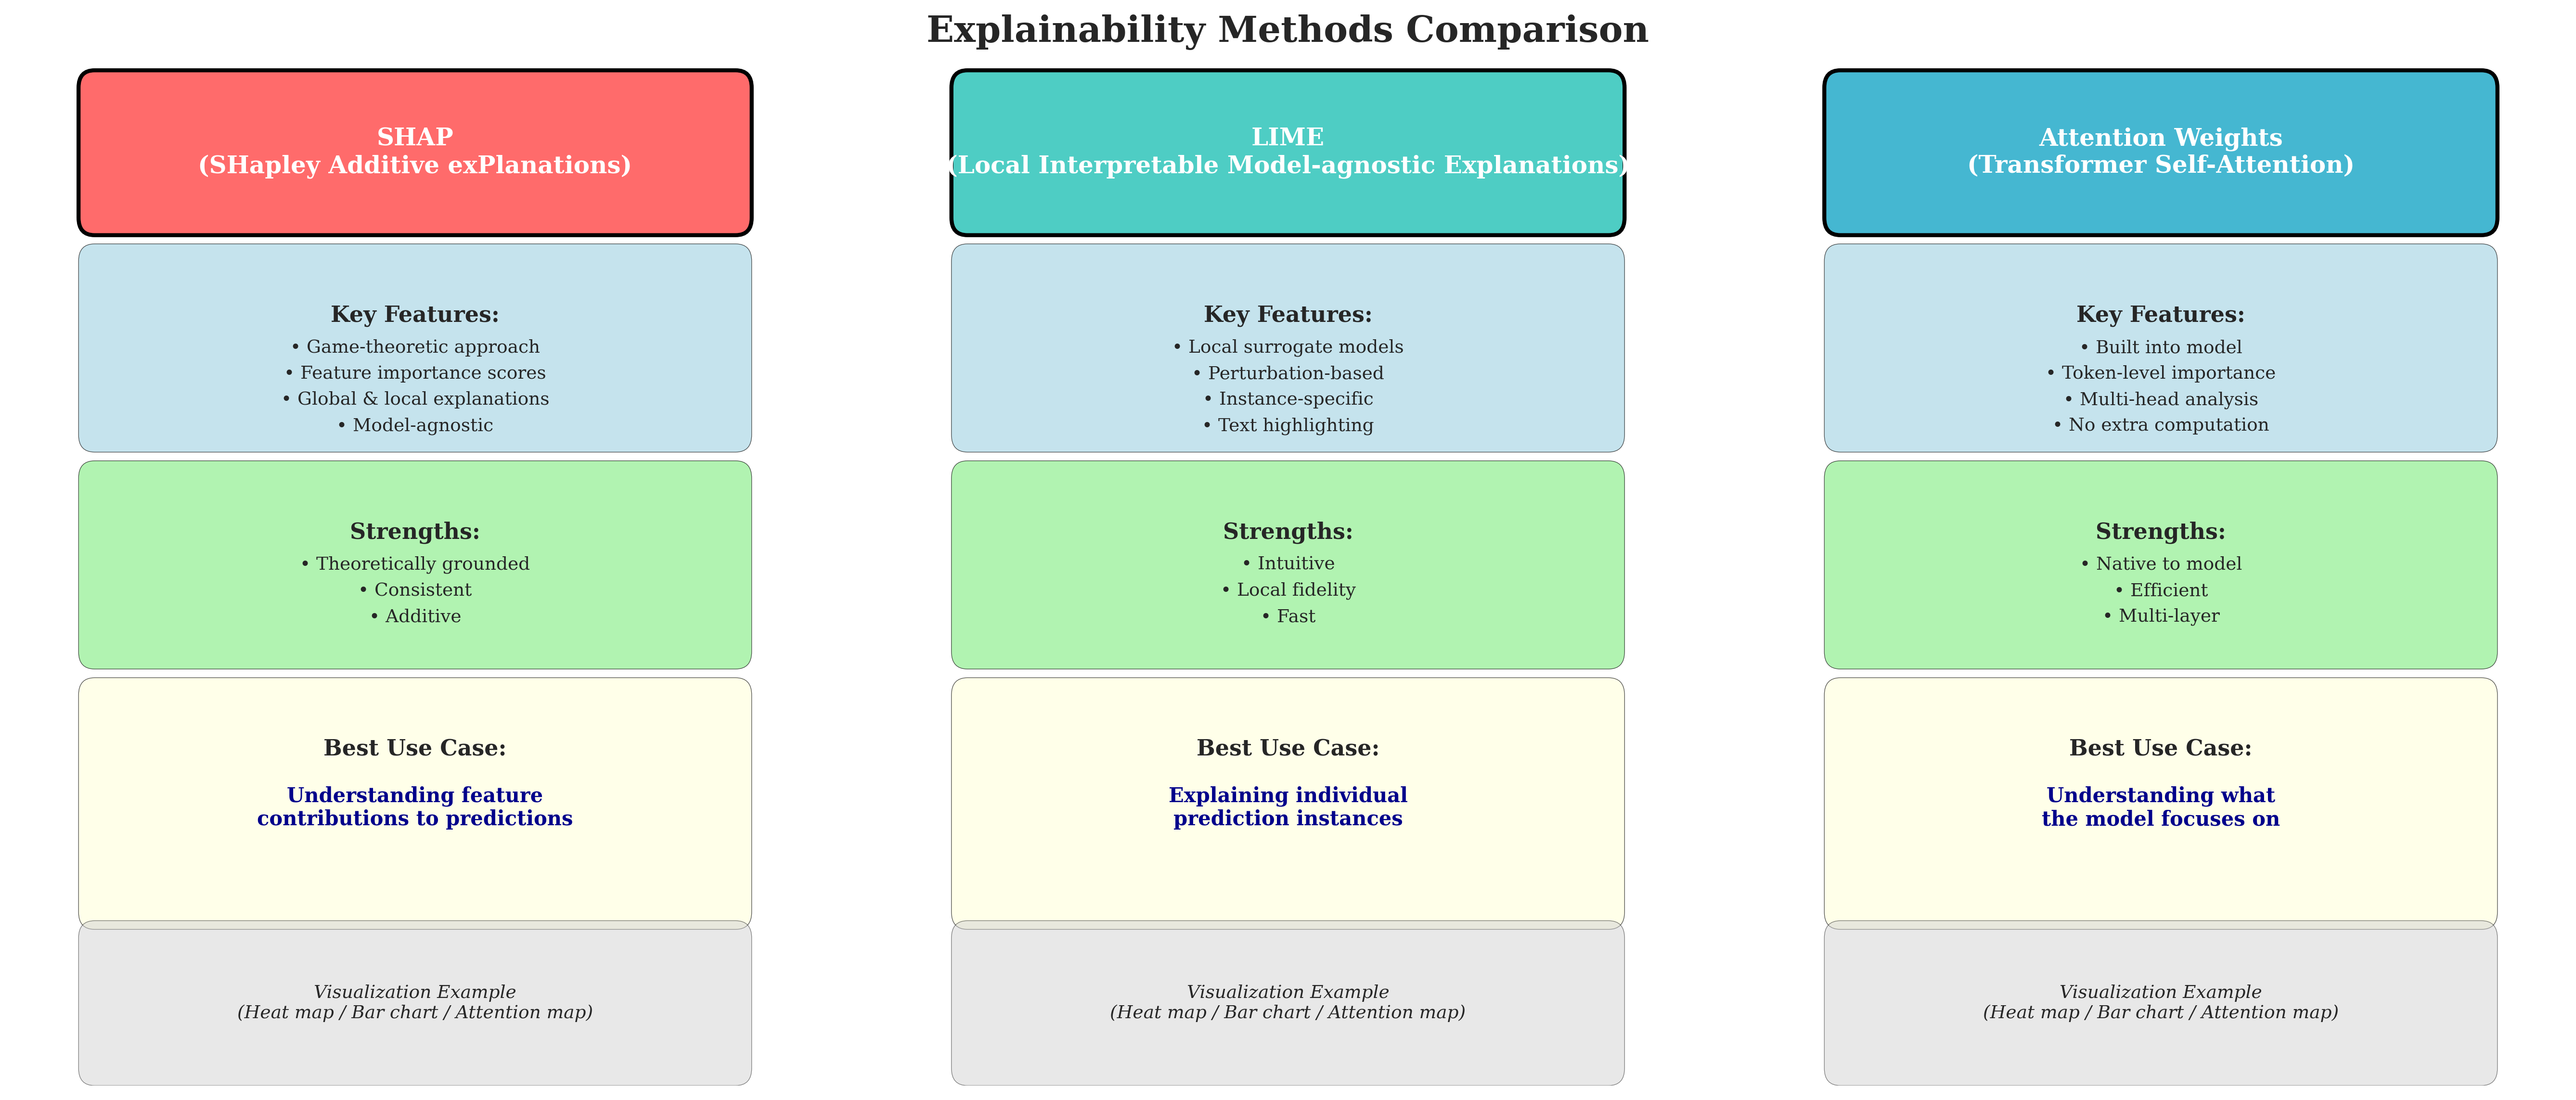 Explainability Methods Comparison
SHAP
(SHapley Additive exPlanations)
Key Features:
• Game-theoretic approach
• Feature importance scores
• Global & local explanations
• Model-agnostic
Strengths:
• Theoretically grounded
• Consistent
• Additive
Best Use Case:
Understanding feature
contributions to predictions
Visualization Example
(Heat map / Bar chart / Attention map)
LIME
(Local Interpretable Model-agnostic Explanations)
Key Features:
• Local surrogate models
• Perturbation-based
• Instance-specific
• Text highlighting
Strengths:
• Intuitive
• Local fidelity
• Fast
Best Use Case:
Explaining individual
prediction instances
Visualization Example
(Heat map / Bar chart / Attention map)
Attention Weights
(Transformer Self-Attention)
Key Features:
• Built into model
• Token-level importance
• Multi-head analysis
• No extra computation
Strengths:
• Native to model
• Efficient
• Multi-layer
Best Use Case:
Understanding what
the model focuses on
Visualization Example
(Heat map / Bar chart / Attention map)